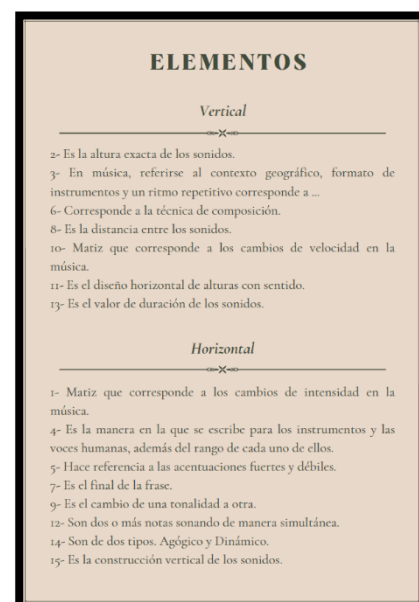 ELEMENTOS
Vertical
2- Es la altura exacta de los sonidos.
3- En música, referirse al contexto geográfico, formato de
instrumentos y un ritmo repetitivo corresponde a ...
6- Corresponde a la técnica de composición.
8- Es la distancia entre los sonidos.
10- Matiz que corresponde a los cambios de velocidad en la
música.
11- Es el diseño horizontal de alturas con sentido.
13- Es el valor de duración de los sonidos.
Horizontal
1- Matiz que corresponde a los cambios de intensidad en la
música.
4- Es la manera en la que se escribe para los instrumentos y las
voces humanas, además del rango de cada uno de ellos.
5- Hace referencia a las acentuaciones fuertes y débiles.
7- Es el final de la frase.
9- Es el cambio de una tonalidad a otra.
12- Son dos o más notas sonando de manera simultánea.
14- Son de dos tipos. Agógico y Dinámico.
15- Es la construcción vertical de los sonidos.